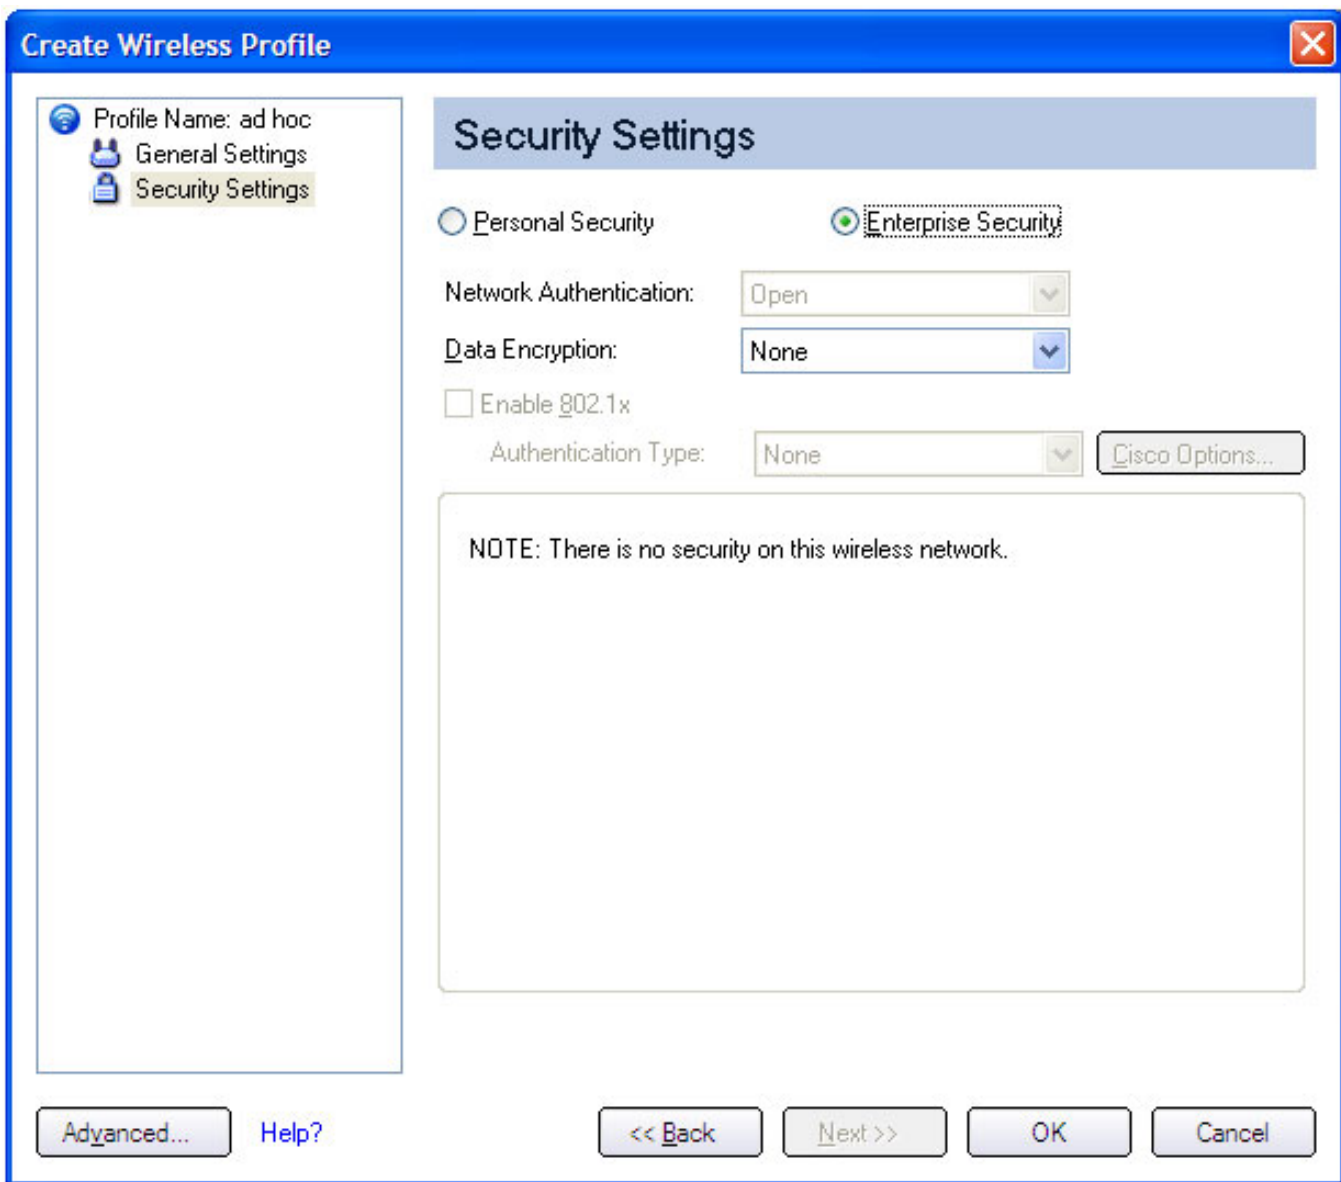 Create Wireless Profile
Profile Name: ad hoc
General Settings
Security Settings
Security Settings
Personal Security
Enterprise Security
Network Authentication:
Open
Data Encryption:
None
Enable 802.1x
Authentication Type:
None
Cisco Options...
NOTE: There is no security on this wireless network.
Advanced...
Help?
<< Back
Next >>
OK
Cancel